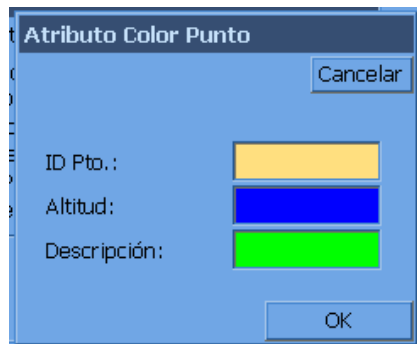 Atributo Color Punto
Cancelar
ID Pto.:
Altitud:
Descripción:
OK